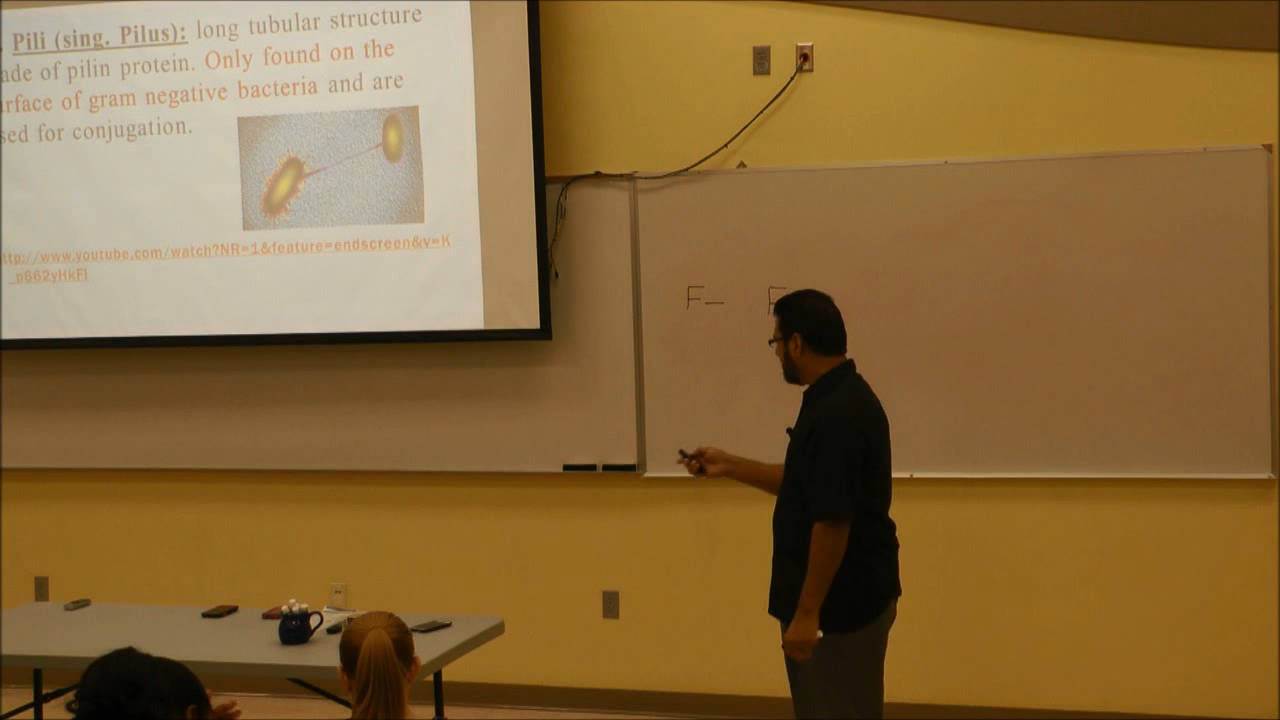 . Pili (sing. Pilus): long tubular structure
ade of pilin protein. Only found on the
rface of gram negative bacteria and are
sed for conjugation.
ttp://www.youtube.com/watch?NR=1&feature=endscreen&v=K
_p662yHkFI
F- F